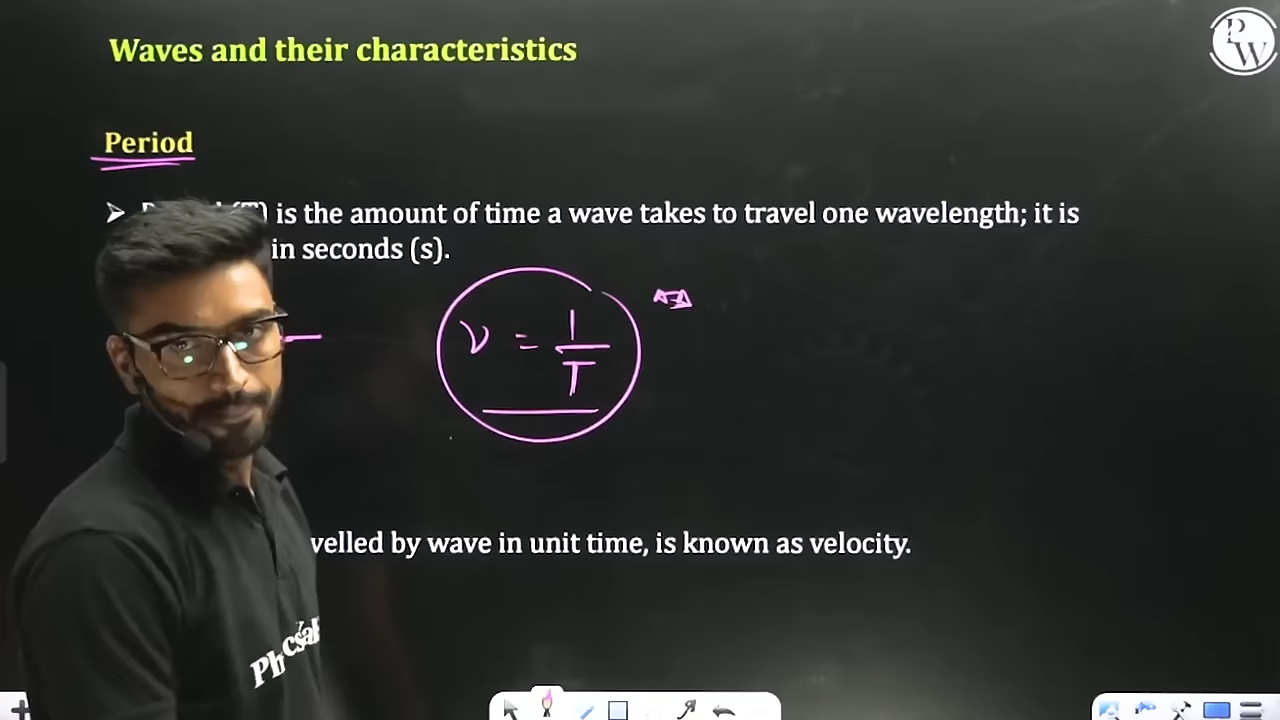 Waves and their characteristics
PW
Period
is the amount of time a wave takes to travel one wavelength; it is
in seconds (s).
ν = 1/T
velled by wave in unit time, is known as velocity.